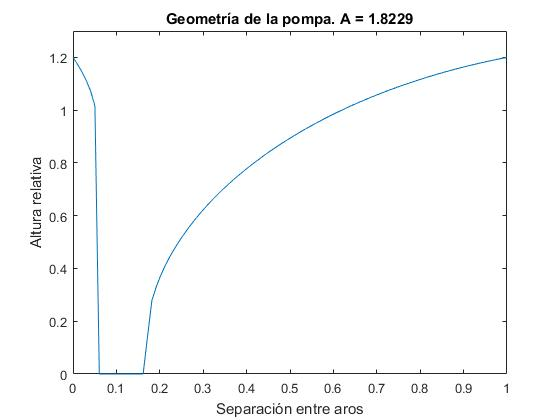 Geometría de la pompa. A = 1.8229
Altura relativa
1.2
1
0.8
0.6
0.4
0.2
0
0 0.1 0.2 0.3 0.4 0.5 0.6 0.7 0.8 0.9 1
Separación entre aros